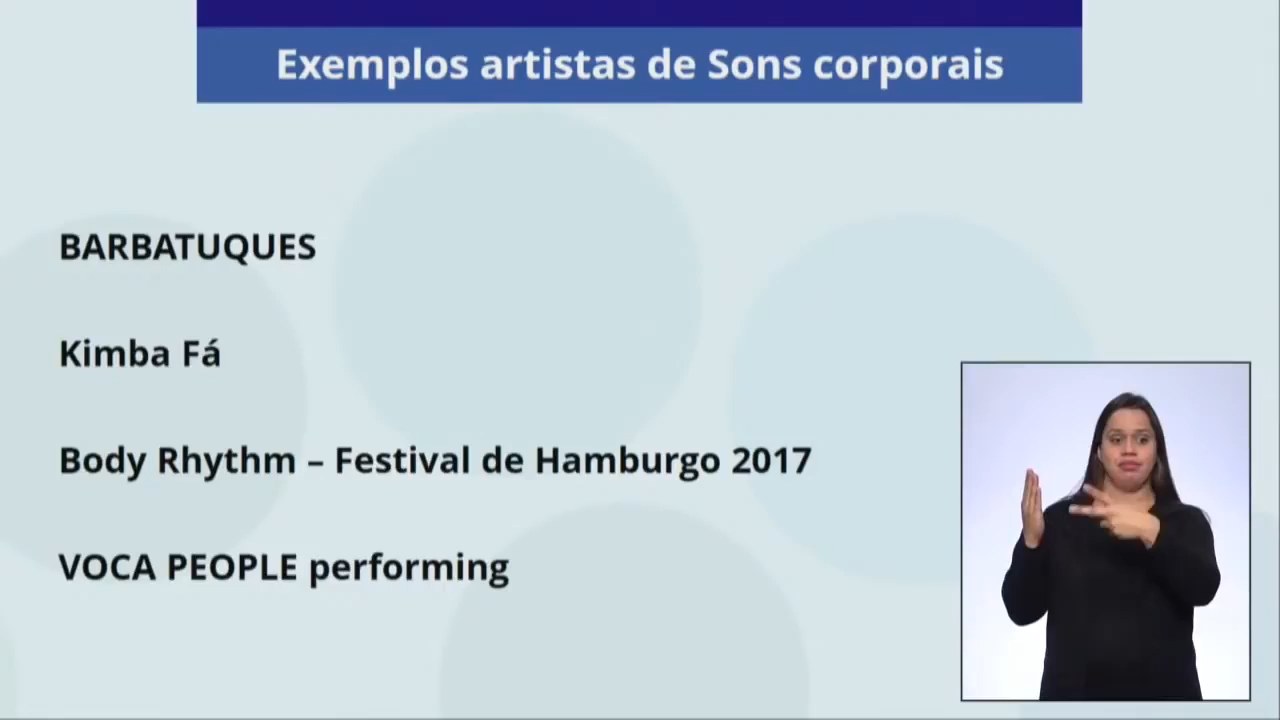 Exemplos artistas de Sons corporais
BARBATUQUES
Kimba Fá
Body Rhythm – Festival de Hamburgo 2017
VOCA PEOPLE performing